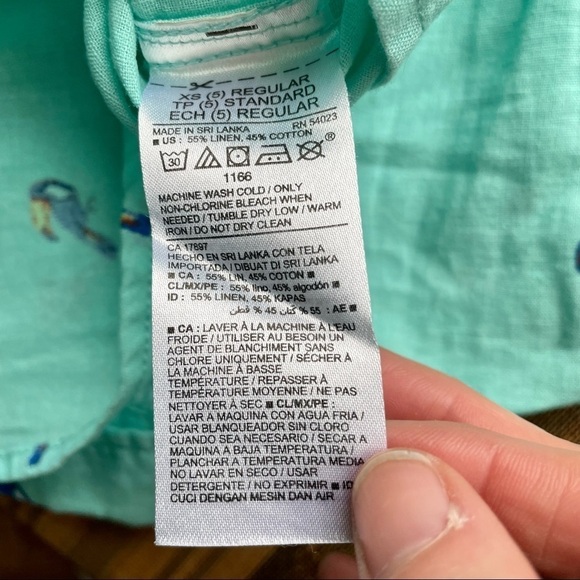 XS (5) REGULAR
TP (5) STANDARD
ECH (5) REGULAR
RN 54023
MADE IN SRI LANKA
■ US : 55% LINEN, 45% COTTON
30
®
1166
MACHINE WASH COLD / ONLY
NON-CHLORINE BLEACH WHEN
NEEDED / TUMBLE DRY LOW / WARM
IRON / DO NOT DRY CLEAN
CA 17897
HECHO EN SRI LANKA CON TELA
IMPORTADA / DIBUAT DI SRI LANKA
■ CA : 55% LIN, 45% COTON ■
CL/MX/PE : 55% lino, 45% algodón ■
ID : 55% LINEN, 45% KAPAS
■ AE : 55 % كتان 45 % قطن
■ CA : LAVER À LA MACHINE À L'EAU
FROIDE / UTILISER AU BESOIN UN
AGENT DE BLANCHIMENT SANS
CHLORE UNIQUEMENT / SÉCHER À
LA MACHINE À BASSE
TEMPÉRATURE / REPASSER À
TEMPÉRATURE MOYENNE / NE PAS
NETTOYER À SEC ■ CL/MX/PE :
LAVAR A MAQUINA CON AGUA FRIA /
USAR BLANQUEADOR SIN CLORO
CUANDO SEA NECESARIO / SECAR A
MAQUINA A BAJA TEMPERATURA /
PLANCHAR A TEMPERATURA MEDIA
NO LAVAR EN SECO / USAR
DETERGENTE / NO EXPRIMIR ■ ID
CUCI DENGAN MESIN DAN AIR